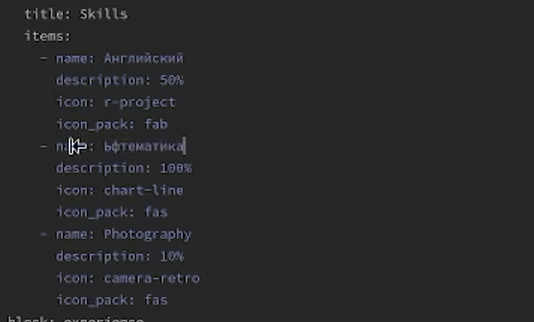 title: Skills
items:
- name: Английский
description: 50%
icon: r-project
icon_pack: fab
- name: Ьфтематика
description: 100%
icon: chart-line
icon_pack: fas
- name: Photography
description: 10%
icon: camera-retro
icon_pack: fas
block: experience